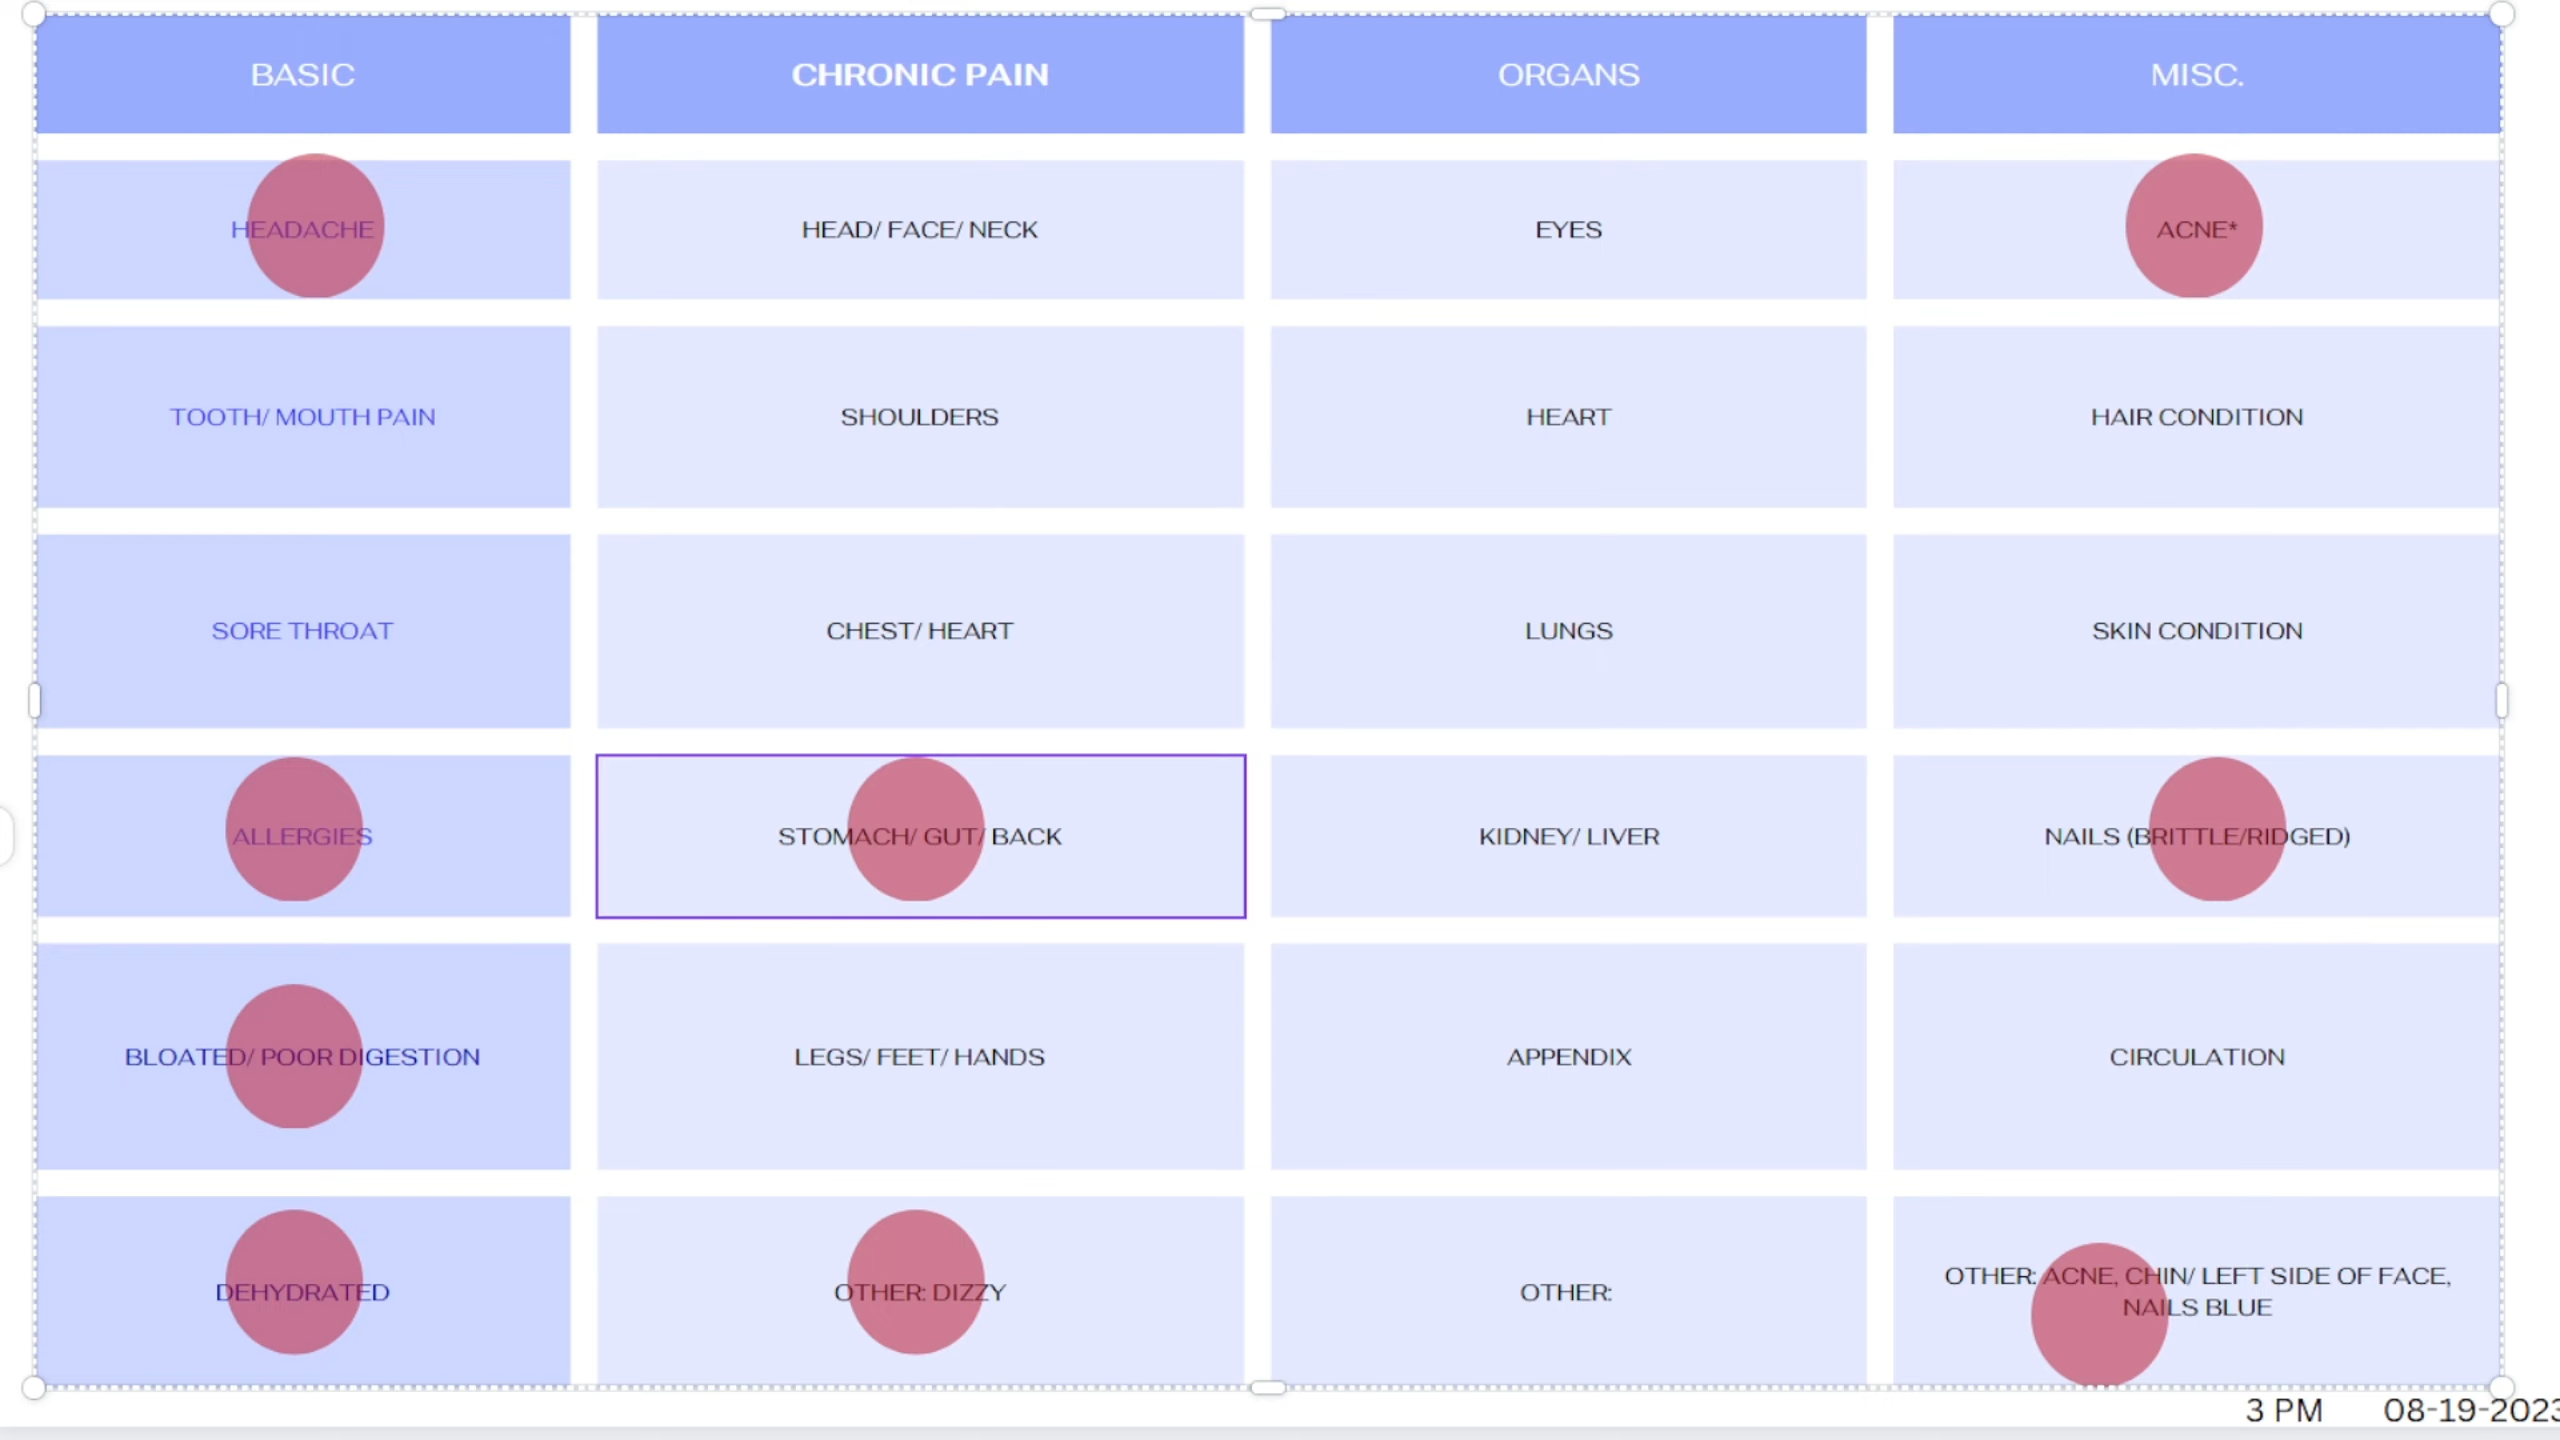 BASIC CHRONIC PAIN ORGANS MISC.
HEADACHE HEAD/ FACE/ NECK EYES ACNE*
TOOTH/ MOUTH PAIN SHOULDERS HEART HAIR CONDITION
SORE THROAT CHEST/ HEART LUNGS SKIN CONDITION
ALLERGIES STOMACH/ GUT/ BACK KIDNEY/ LIVER NAILS (BRITTLE/RIDGED)
BLOATED/ POOR DIGESTION LEGS/ FEET/ HANDS APPENDIX CIRCULATION
DEHYDRATED OTHER: DIZZY OTHER: OTHER: ACNE, CHIN/ LEFT SIDE OF FACE,
NAILS BLUE
3 PM 08-19-2023